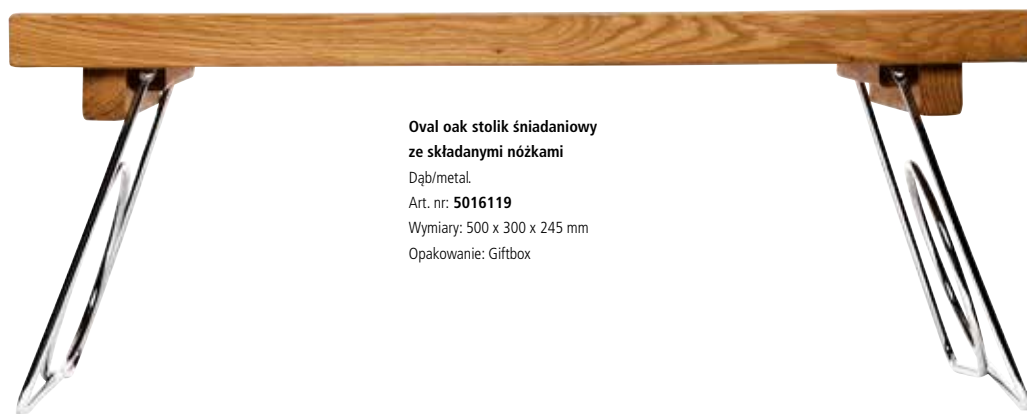 Oval oak stolik śniadaniowy
ze składanymi nóżkami
Dąb/metal.
Art. nr: 5016119
Wymiary: 500 x 300 x 245 mm
Opakowanie: Giftbox